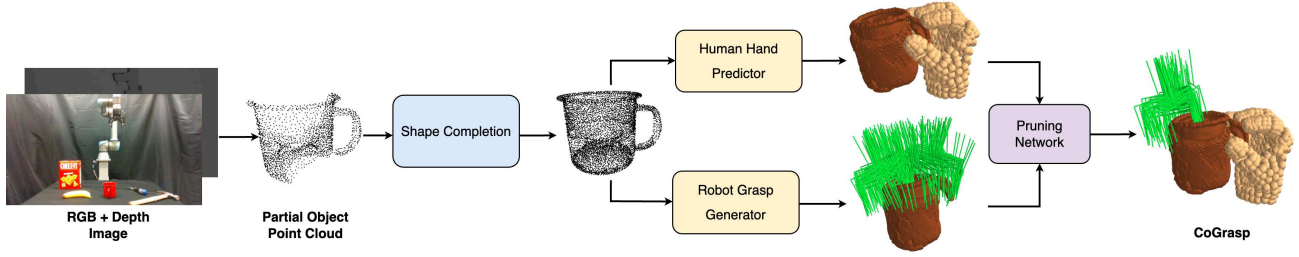 RGB + Depth
Image
Partial Object
Point Cloud
Shape Completion
Human Hand
Predictor
Robot Grasp
Generator
Pruning
Network
CoGrasp